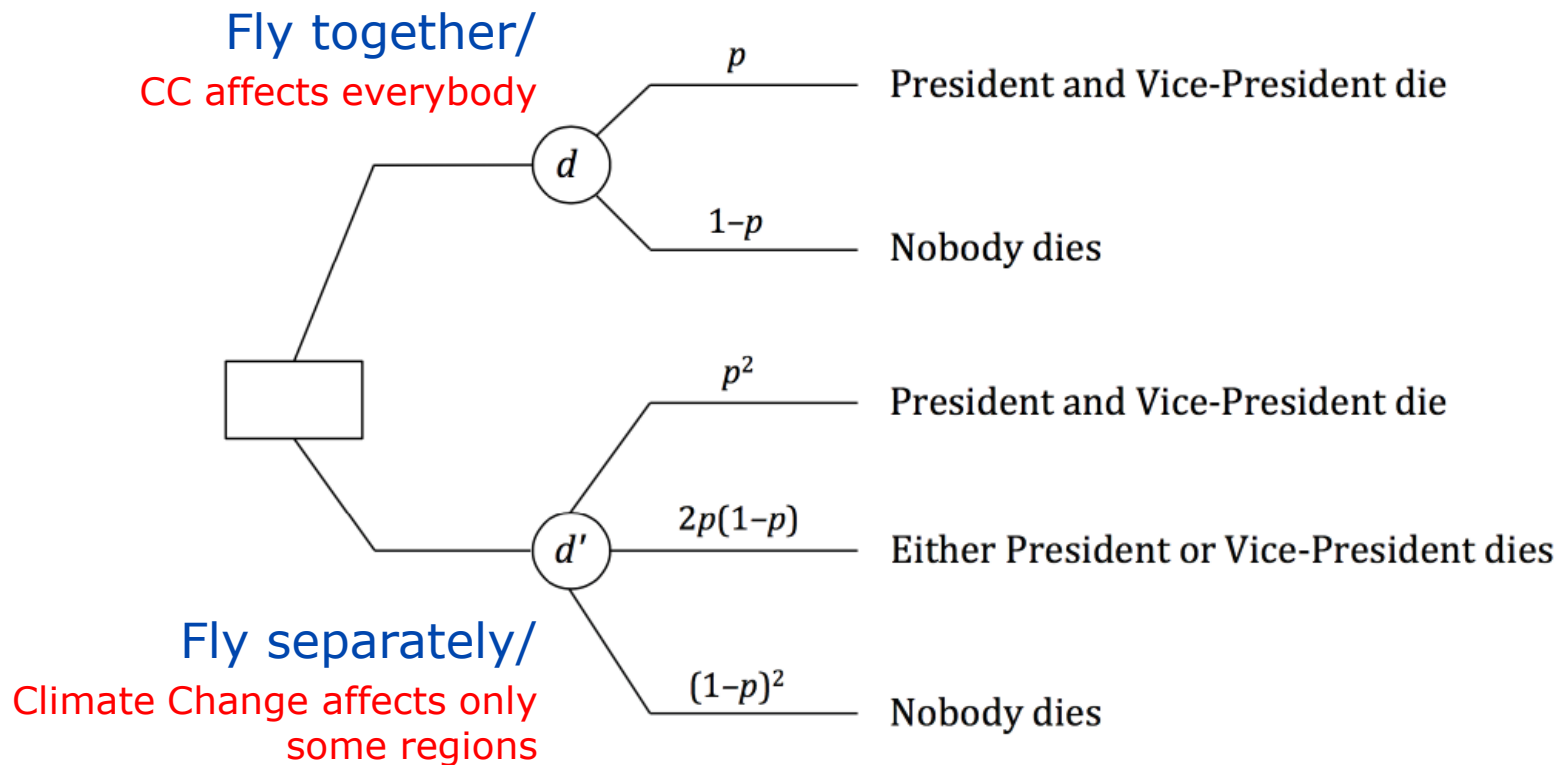 Fly together/
CC affects everybody
d
p
President and Vice-President die
1–p
Nobody dies
p²
President and Vice-President die
d'
2p(1–p)
Either President or Vice-President dies
Fly separately/
Climate Change affects only
some regions
(1–p)²
Nobody dies